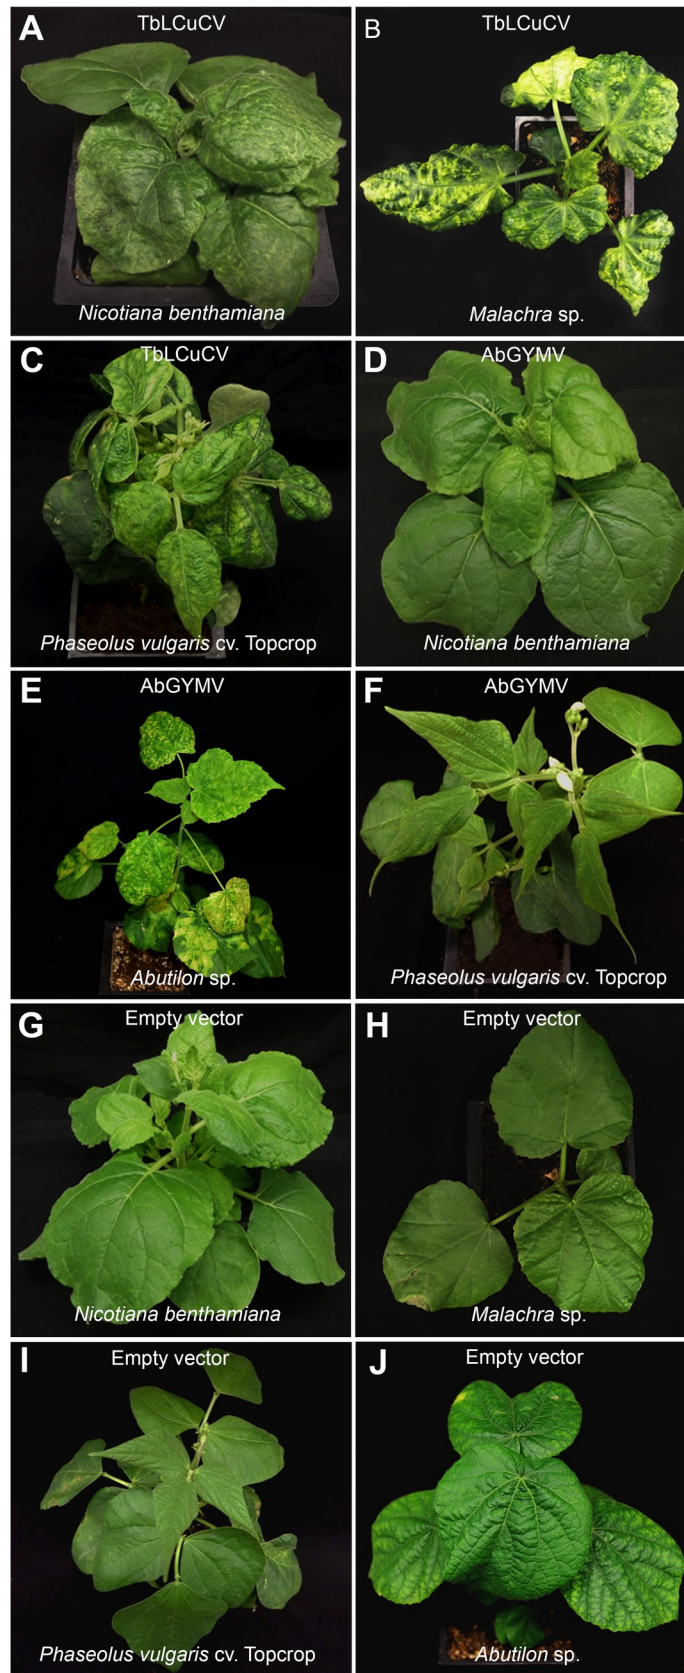 A
TbLCuCV
Nicotiana benthamiana
B
TbLCuCV
Malachra sp.
C
TbLCuCV
Phaseolus vulgaris cv. Topcrop
D
AbGYMV
Nicotiana benthamiana
E
AbGYMV
Abutilon sp.
F
AbGYMV
Phaseolus vulgaris cv. Topcrop
G
Empty vector
Nicotiana benthamiana
H
Empty vector
Malachra sp.
I
Empty vector
Phaseolus vulgaris cv. Topcrop
J
Empty vector
Abutilon sp.